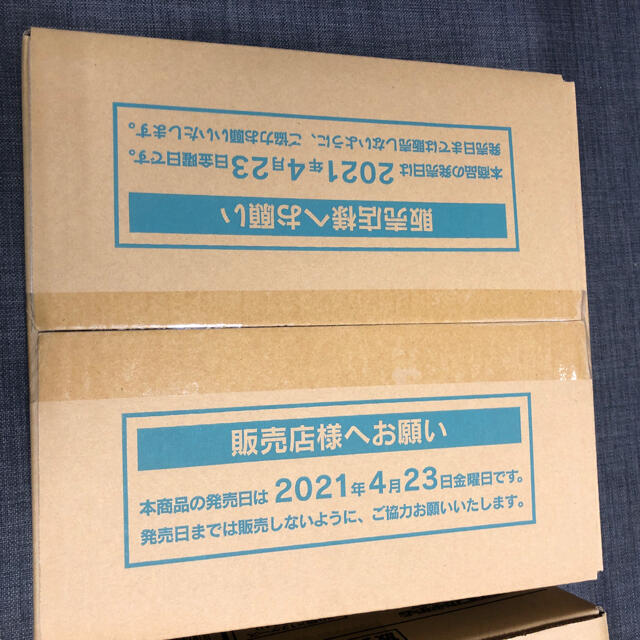 本商品の発売日は2021年4月23日金曜日です。
発売日までは販売しないように、ご協力お願いいたします。
販売店様へお願い
販売店様へお願い
本商品の発売日は 2021年4月23日金曜日です。
発売日までは販売しないように、ご協力お願いいたします。